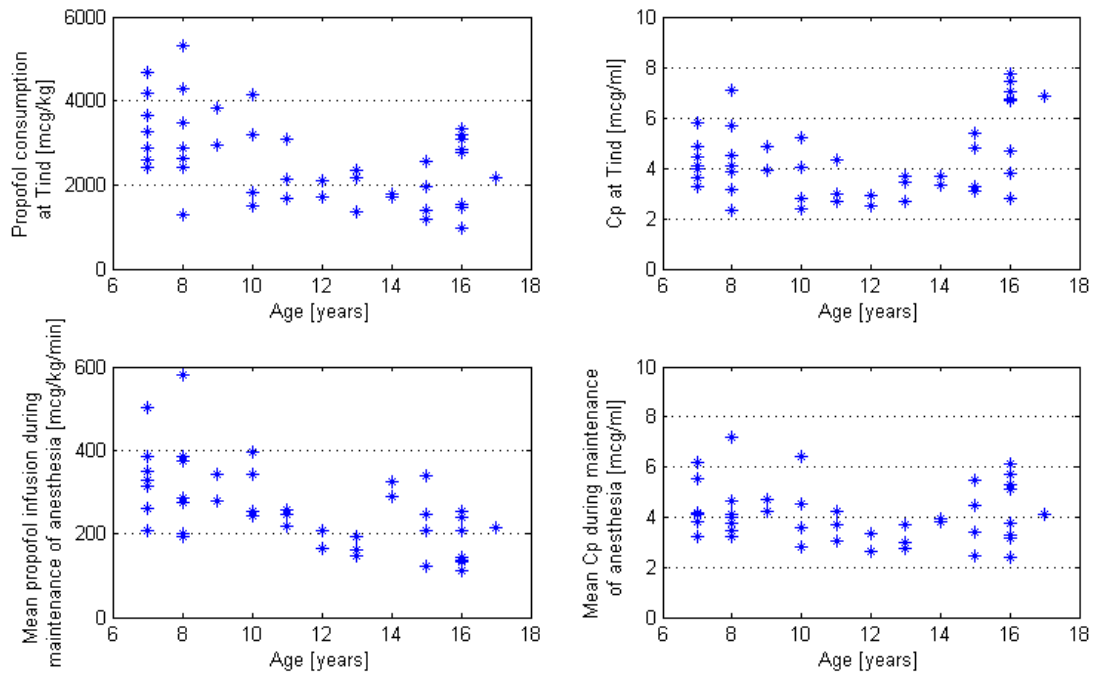 Propofol consumption
at Tind [mcg/kg]
6000
4000
2000
0
6 8 10 12 14 16 18
Age [years]
Cp at Tind [mcg/ml]
10
8
6
4
2
0
6 8 10 12 14 16 18
Age [years]
Mean propofol infusion during
maintenance of anesthesia [mcg/kg/min]
600
400
200
0
6 8 10 12 14 16 18
Age [years]
Mean Cp during maintenance
of anesthesia [mcg/ml]
10
8
6
4
2
0
6 8 10 12 14 16 18
Age [years]